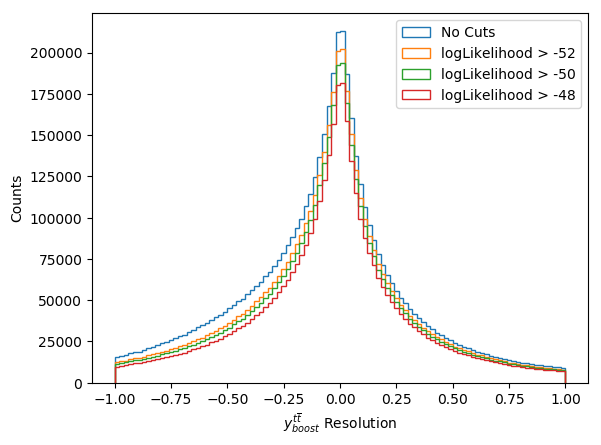 No Cuts
logLikelihood > -52
logLikelihood > -50
logLikelihood > -48
Counts
200000
175000
150000
125000
100000
75000
50000
25000
0
−1.00 −0.75 −0.50 −0.25 0.00 0.25 0.50 0.75 1.00
$y_{boost}^{t\bar{t}}$ Resolution